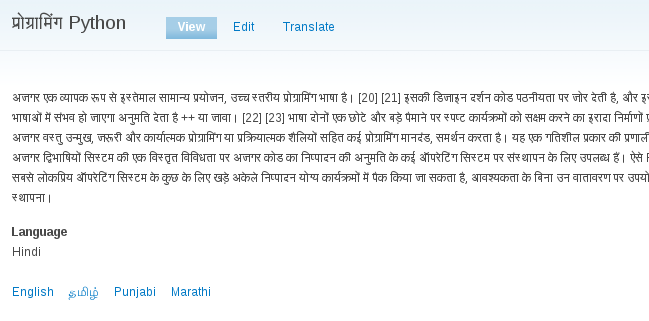 प्रोग्रामिंग Python
View Edit Translate
अजगर एक व्यापक रूप से इस्तेमाल सामान्य प्रयोजन, उच्च स्तरीय प्रोग्रामिंग भाषा है। [20] [21] इसकी डिजाइन दर्शन कोड पठनीयता पर जोर देती है, और
भाषाओं में संभव हो जाएगा अनुमति देता है ++ या जावा। [22] [23] भाषा दोनों एक छोटे और बड़े पैमाने पर स्पष्ट कार्यक्रमों को सक्षम करने का इरादा निर्माणों
अजगर वस्तु उन्मुख, जरूरी और कार्यात्मक प्रोग्रामिंग या प्रक्रियात्मक शैलियों सहित कई प्रोग्रामिंग मानदंड, समर्थन करता है। यह एक गतिशील प्रकार की प्रणाली
अजगर द्विभाषियों सिस्टम की एक विस्तृत विविधता पर अजगर कोड का निष्पादन की अनुमति के कई ऑपरेटिंग सिस्टम पर संस्थापन के लिए उपलब्ध हैं। ऐसे
सबसे लोकप्रिय ऑपरेटिंग सिस्टम के कुछ के लिए खड़े अकेले निष्पादन योग्य कार्यक्रमों में पैक किया जा सकता है, आवश्यकता के बिना उन वातावरण पर
स्थापना।
Language
Hindi
English தமிழ் Punjabi Marathi